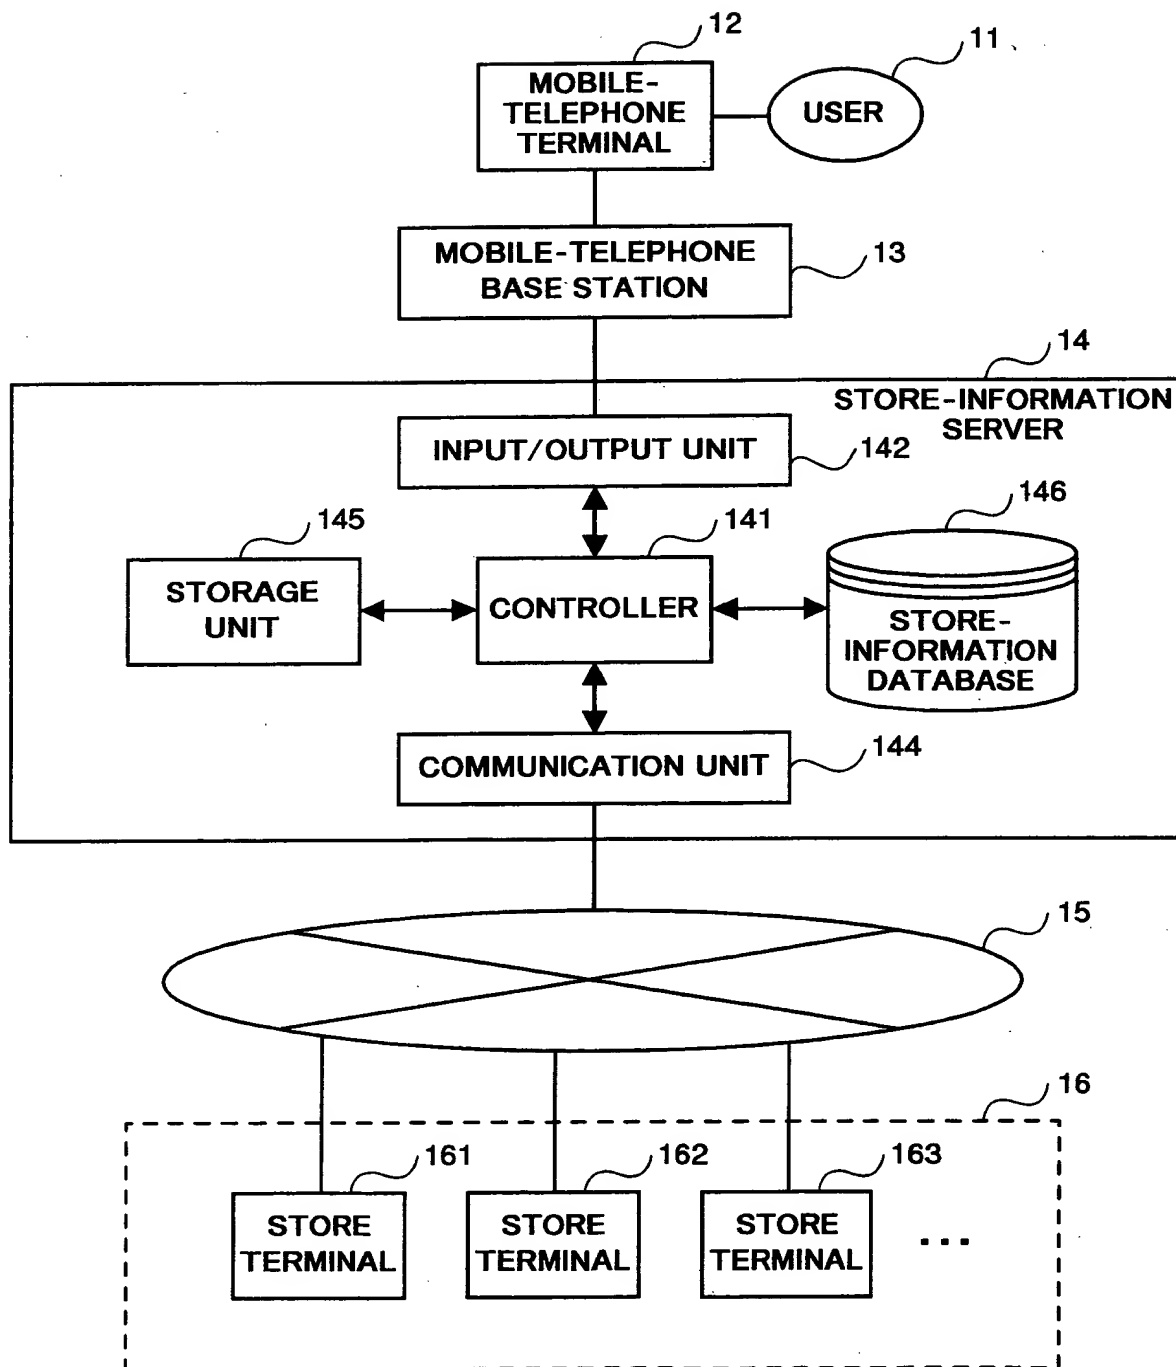 12
11
MOBILE-
TELEPHONE
TERMINAL
USER
MOBILE-TELEPHONE
BASE STATION
13
14
STORE-INFORMATION
SERVER
INPUT/OUTPUT UNIT
142
145
141
146
STORAGE
UNIT
CONTROLLER
STORE-
INFORMATION
DATABASE
COMMUNICATION UNIT
144
15
16
161
162
163
STORE
TERMINAL
STORE
TERMINAL
STORE
TERMINAL
...